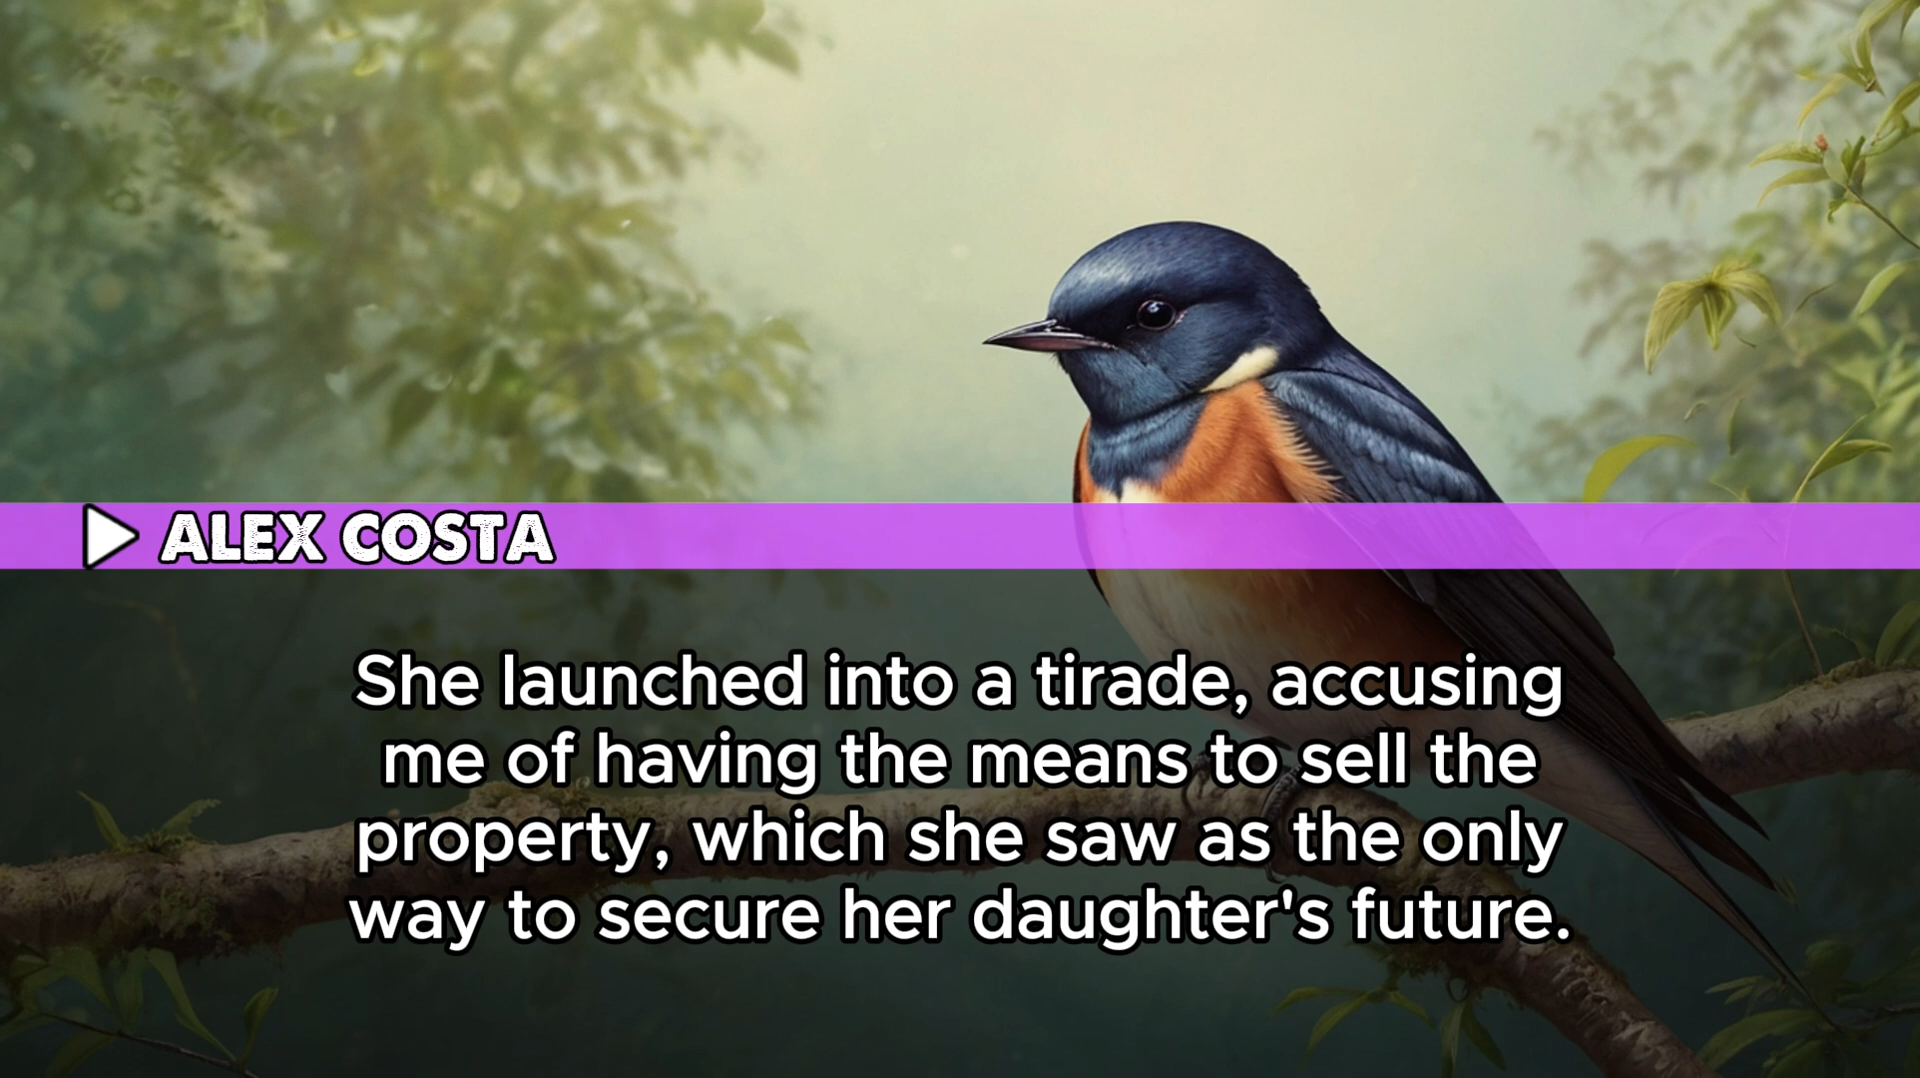 ALEX COSTA
She launched into a tirade, accusing
me of having the means to sell the
property, which she saw as the only
way to secure her daughter's future.